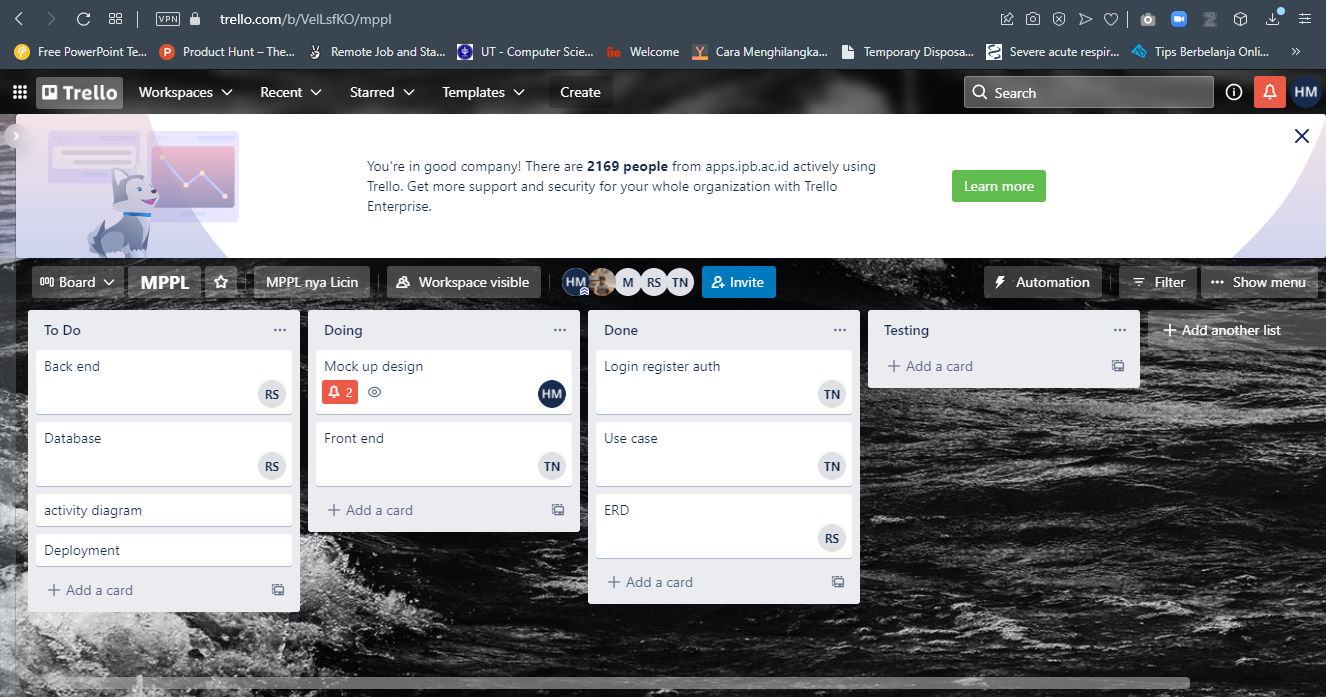 VPN trello.com/b/VelLsfKO/mppl
Free PowerPoint Te... Product Hunt – The... Remote Job and Sta... UT - Computer Scie... Welcome Cara Menghilangka... Temporary Disposa... Severe acute respir... Tips Berbelanja Onli... »
Trello Workspaces Recent Starred Templates Create Search HM
You're in good company! There are 2169 people from apps.ipb.ac.id actively using
Trello. Get more support and security for your whole organization with Trello
Enterprise.
Learn more
Board MPPL MPPL nya Licin Workspace visible HM M RS TN Invite Automation Filter Show menu
To Do
Back end
RS
Database
RS
activity diagram
Deployment
+ Add a card
Doing
Mock up design
2 HM
Front end
TN
+ Add a card
Done
Login register auth
TN
Use case
TN
ERD
RS
+ Add a card
Testing
+ Add a card
+ Add another list